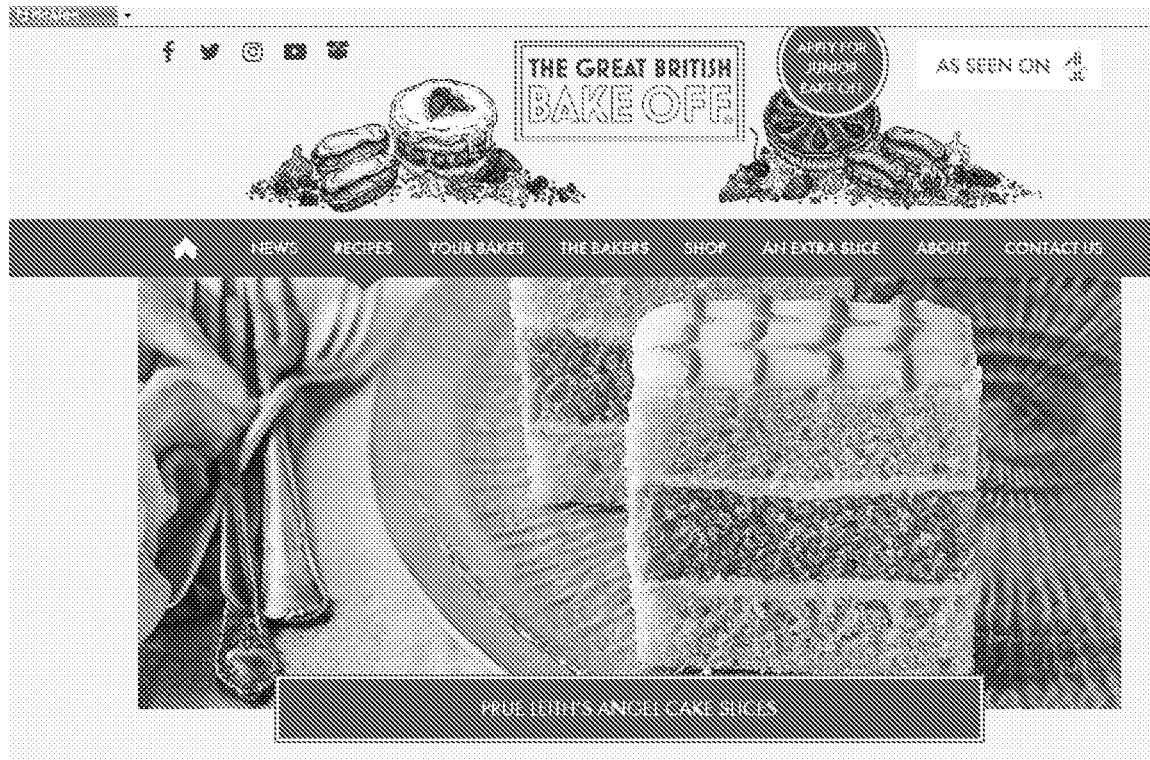 THE GREAT BRITISH
BAKE OFF
APPLY FOR
JUNIOR
BAKE OFF
AS SEEN ON 4
NEWS RECIPES YOUR BAKES THE BAKERS SHOP AN EXTRA SLICE ABOUT CONTACT US
PRUE LEITH'S ANGEL CAKE SLICES